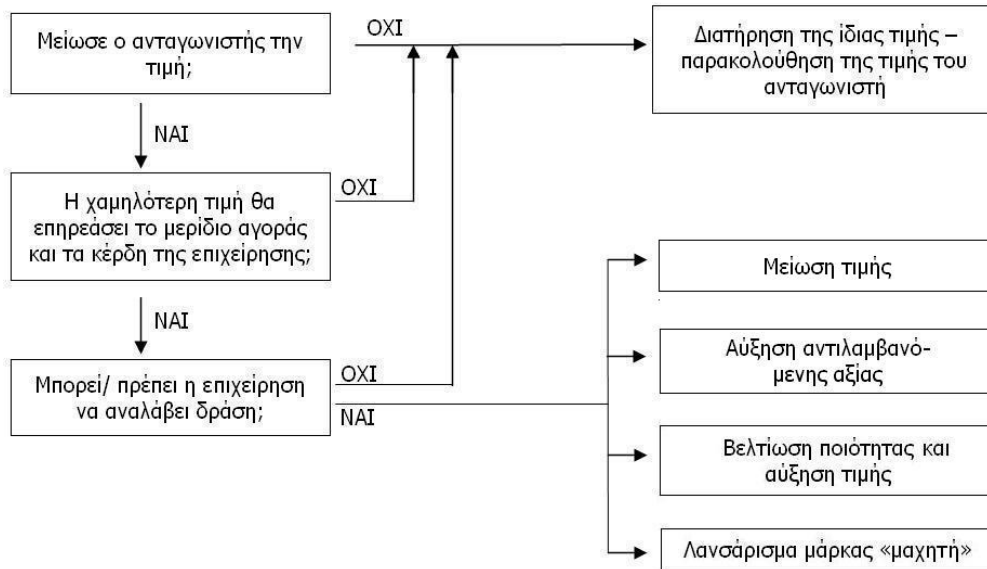 Μείωσε ο ανταγωνιστής την
τιμή;
ΟΧΙ
Διατήρηση της ίδιας τιμής –
παρακολούθηση της τιμής του
ανταγωνιστή
ΝΑΙ
Η χαμηλότερη τιμή θα
επηρεάσει το μερίδιο αγοράς
και τα κέρδη της επιχείρησης;
ΟΧΙ
ΝΑΙ
Μπορεί/ πρέπει η επιχείρηση
να αναλάβει δράση;
ΟΧΙ
ΝΑΙ
Μείωση τιμής
Αύξηση αντιλαμβανό-
μενης αξίας
Βελτίωση ποιότητας και
αύξηση τιμής
Λανσάρισμα μάρκας «μαχητή»